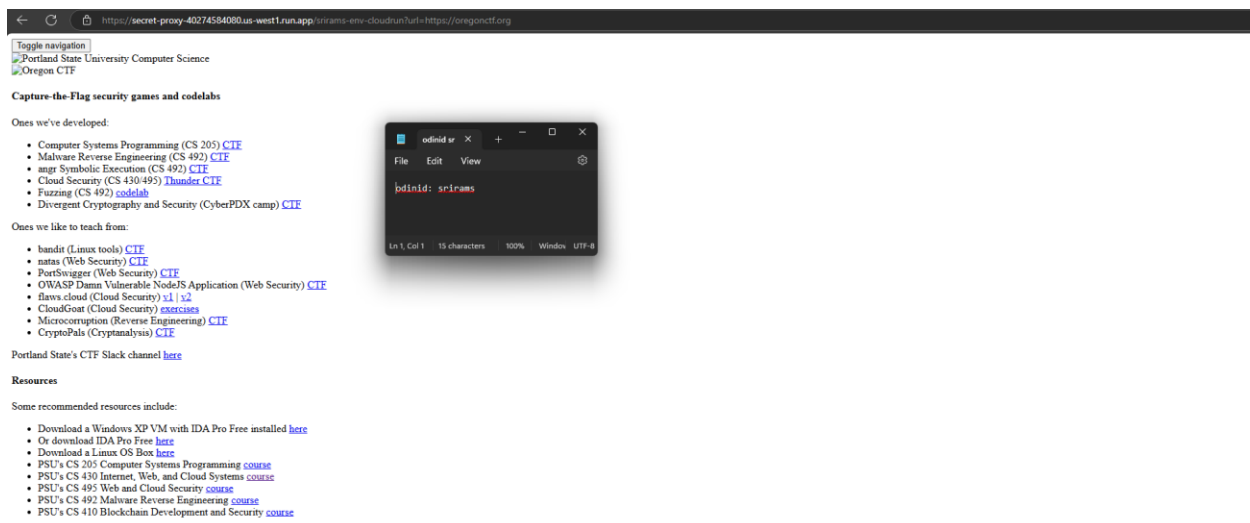 https://secret-proxy-40274584080.us-west1.run.app/srirams-env-cloudrun?url=https://oregonctf.org
Toggle navigation
Portland State University Computer Science
Oregon CTF
Capture-the-Flag security games and codelabs
Ones we've developed:
Computer Systems Programming (CS 205) CTF
Malware Reverse Engineering (CS 492) CTF
angr Symbolic Execution (CS 492) CTF
Cloud Security (CS 430/495) Thunder CTF
Fuzzing (CS 492) codelab
Divergent Cryptography and Security (CyberPDX camp) CTF
Ones we like to teach from:
bandit (Linux tools) CTF
natas (Web Security) CTF
PortSwigger (Web Security) CTF
OWASP Damn Vulnerable NodeJS Application (Web Security) CTF
flaws.cloud (Cloud Security) v1 | v2
CloudGoat (Cloud Security) exercises
Microcorruption (Reverse Engineering) CTF
CryptoPals (Cryptanalysis) CTF
Portland State's CTF Slack channel here
Resources
Some recommended resources include:
Download a Windows XP VM with IDA Pro Free installed here
Or download IDA Pro Free here
Download a Linux OS Box here
PSU's CS 205 Computer Systems Programming course
PSU's CS 430 Internet, Web, and Cloud Systems course
PSU's CS 495 Web and Cloud Security course
PSU's CS 492 Malware Reverse Engineering course
PSU's CS 410 Blockchain Development and Security course
odinid sr
File Edit View
odinid: srirams
Ln 1, Col 1 15 characters 100% Windos UTF-8